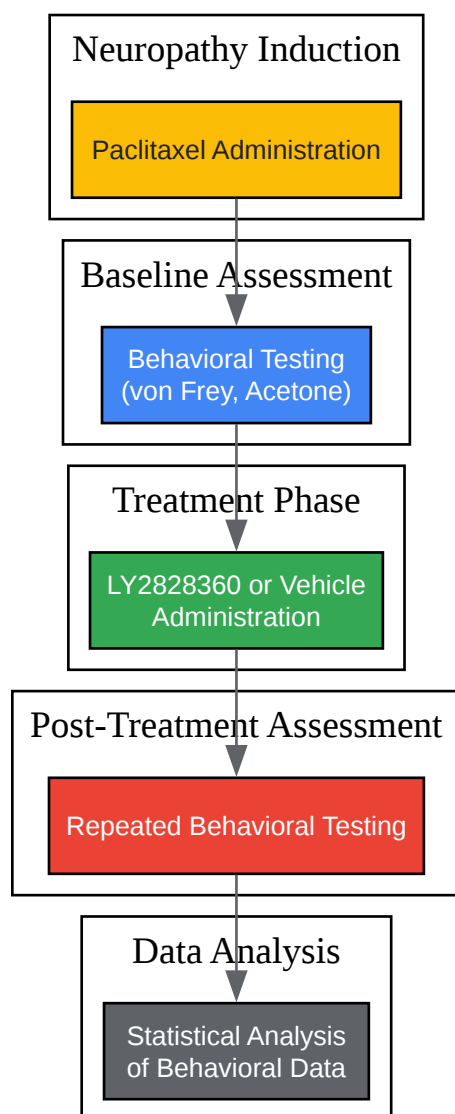 Neuropathy Induction
Paclitaxel Administration
Baseline Assessment
Behavioral Testing
(von Frey, Acetone)
Treatment Phase
LY2828360 or Vehicle
Administration
Post-Treatment Assessment
Repeated Behavioral Testing
Data Analysis
Statistical Analysis
of Behavioral Data